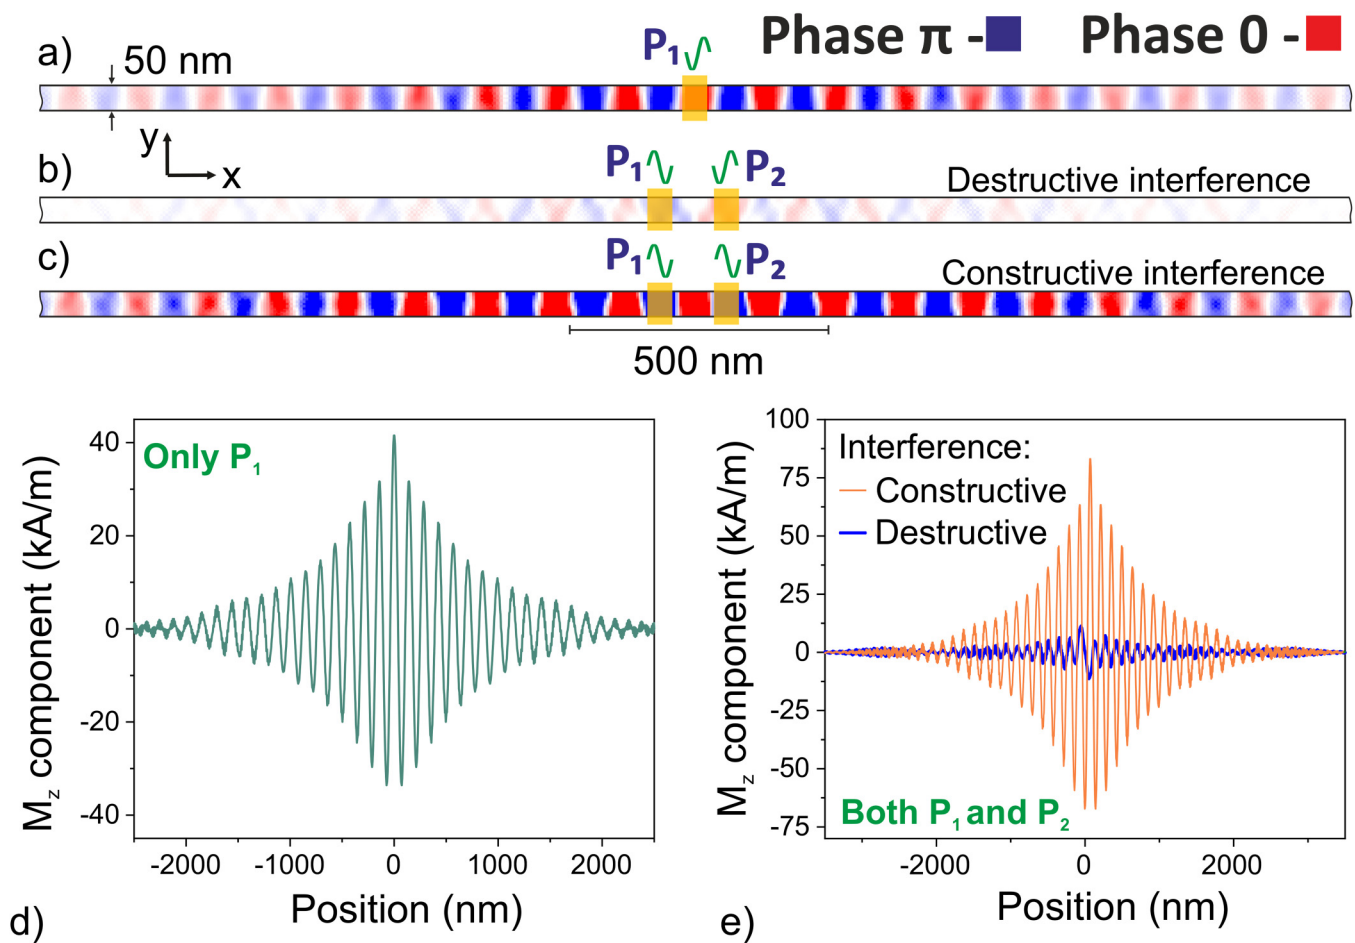 Phase π - Phase 0 -
a) 50 nm P₁
y
x
b) P₁ P₂ Destructive interference
c) P₁ P₂ Constructive interference
500 nm
Only P₁
40
20
0
-20
-40
-2000 -1000 0 1000 2000
M_z component (kA/m)
Position (nm)
d)
100
75
50
25
0
-25
-50
-75
Interference:
Constructive
Destructive
Both P₁ and P₂
-2000 0 2000
M_z component (kA/m)
Position (nm)
e)